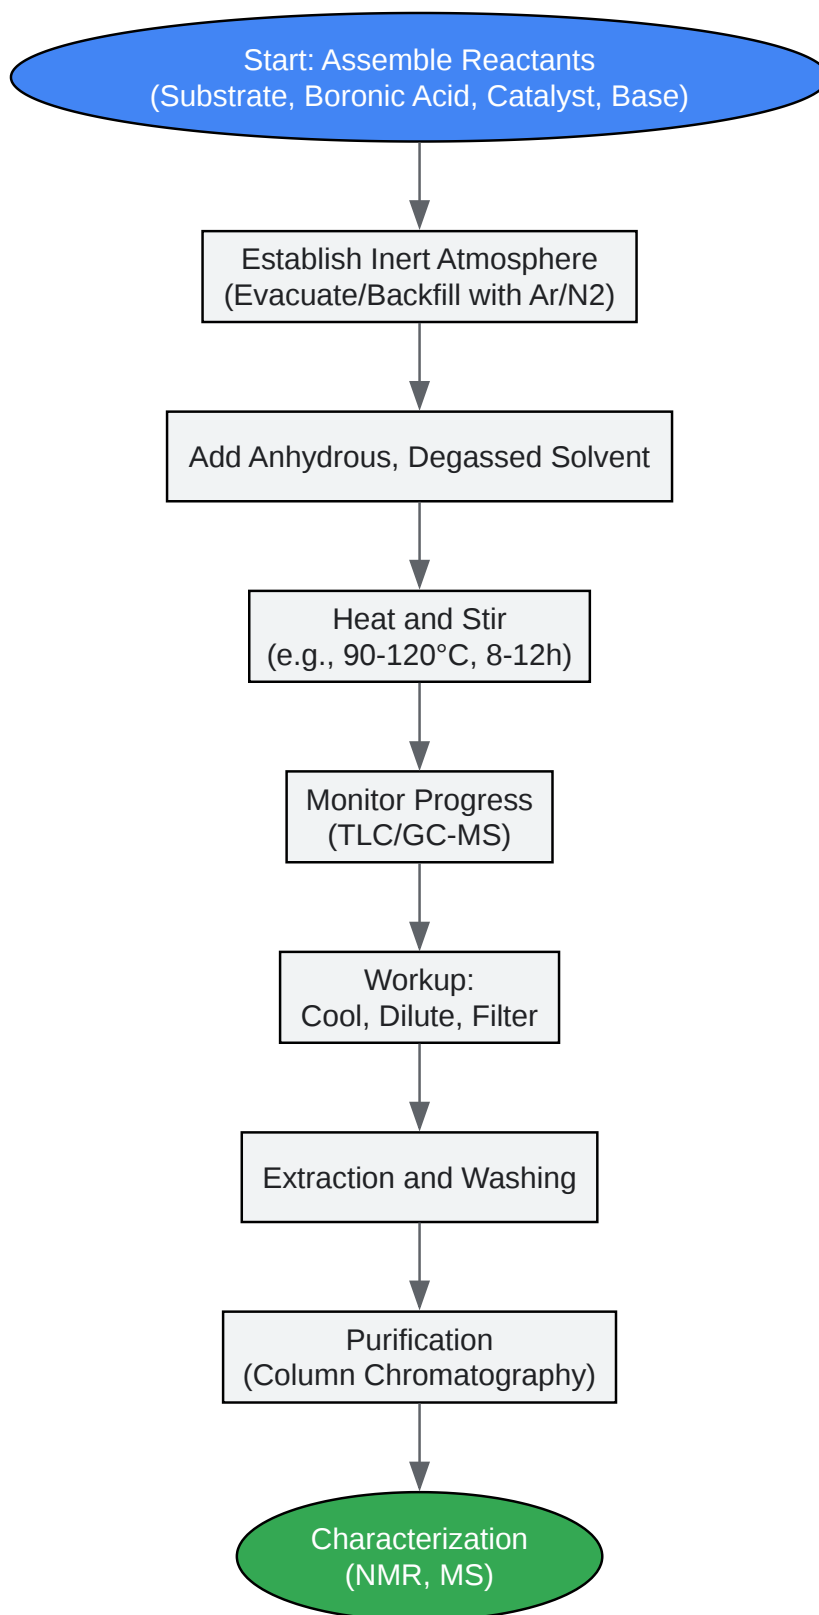 Start: Assemble Reactants
(Substrate, Boronic Acid, Catalyst, Base)
Establish Inert Atmosphere
(Evacuate/Backfill with Ar/N2)
Add Anhydrous, Degassed Solvent
Heat and Stir
(e.g., 90-120°C, 8-12h)
Monitor Progress
(TLC/GC-MS)
Workup:
Cool, Dilute, Filter
Extraction and Washing
Purification
(Column Chromatography)
Characterization
(NMR, MS)